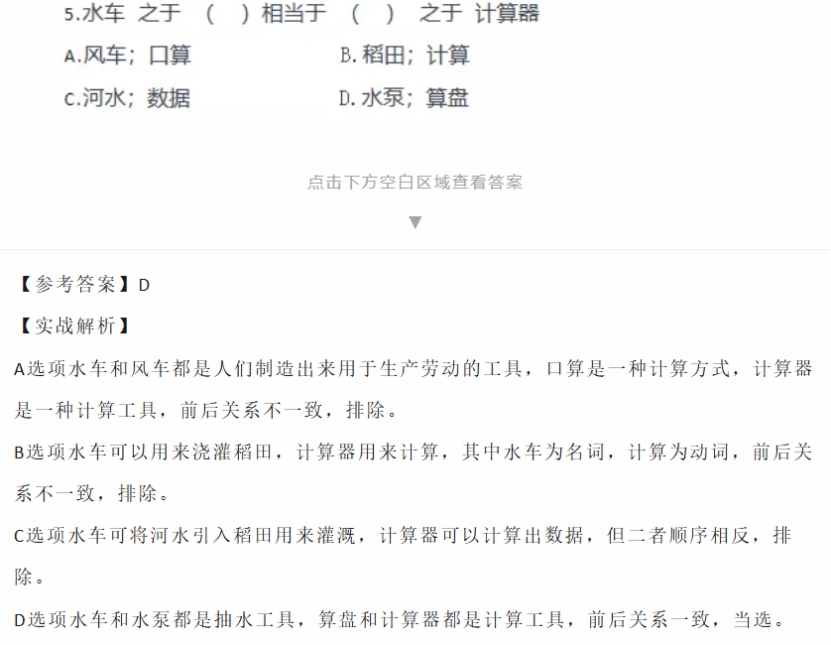 5.水车 之于 （ ）相当于 （ ） 之于 计算器
A.风车；口算 B.稻田；计算
C.河水；数据 D.水泵；算盘
点击下方空白区域查看答案
▼
【参考答案】D
【实战解析】
A选项水车和风车都是人们制造出来用于生产劳动的工具，口算是一种计算方式，计算器
是一种计算工具，前后关系不一致，排除。
B选项水车可以用来浇灌稻田，计算器用来计算，其中水车为名词，计算为动词，前后关
系不一致，排除。
C选项水车可将河水引入稻田用来灌溉，计算器可以计算出数据，但二者顺序相反，排
除。
D选项水车和水泵都是抽水工具，算盘和计算器都是计算工具，前后关系一致，当选。